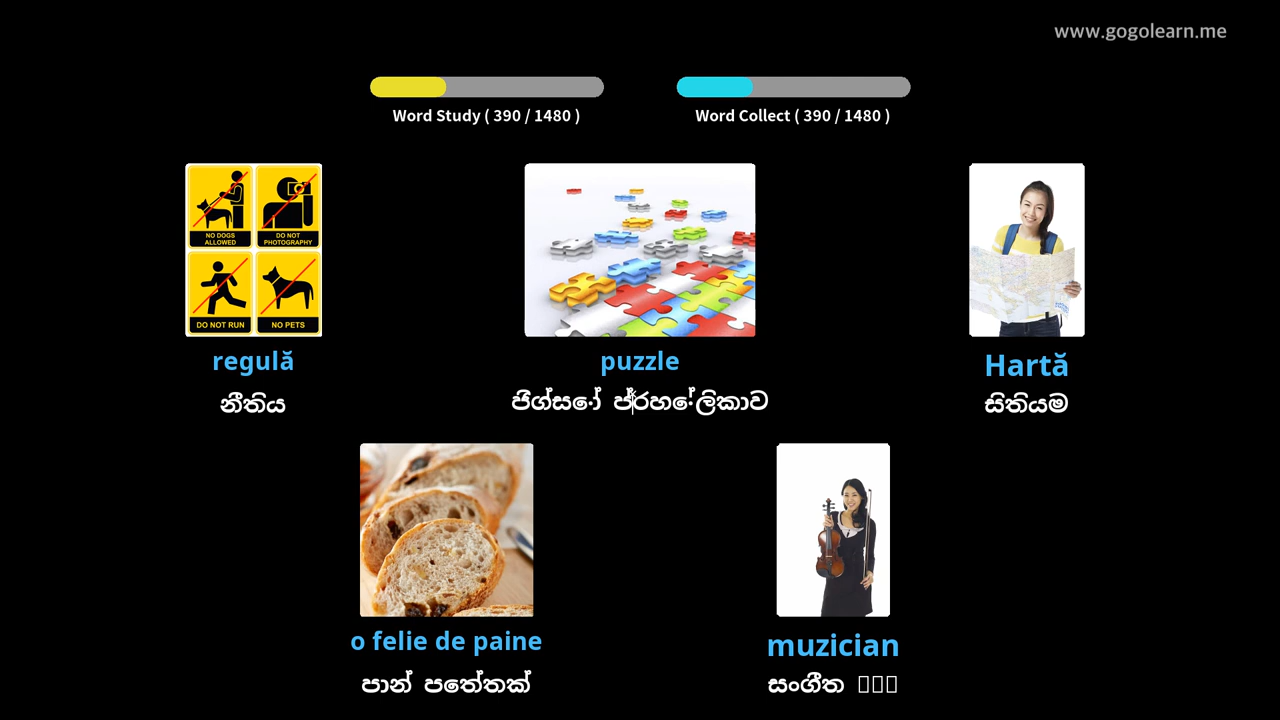 www.gogolearn.me
Word Study ( 390 / 1480 )
Word Collect ( 390 / 1480 )
NO DOGS
ALLOWED
DO NOT
PHOTOGRAPHY
DO NOT RUN
NO PETS
regulă
නීතිය
puzzle
ජිග්සෝ ප්‍රහේලිකාව
Hartă
සිතියම
o felie de paine
පාන් පෙත්තක්
muzician
සංගීත